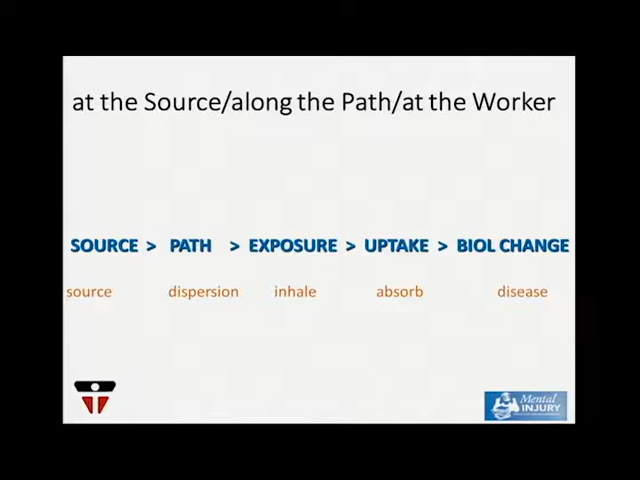 at the Source/along the Path/at the Worker
SOURCE > PATH > EXPOSURE > UPTAKE > BIOL CHANGE
source dispersion inhale absorb disease
Mental
INJURY